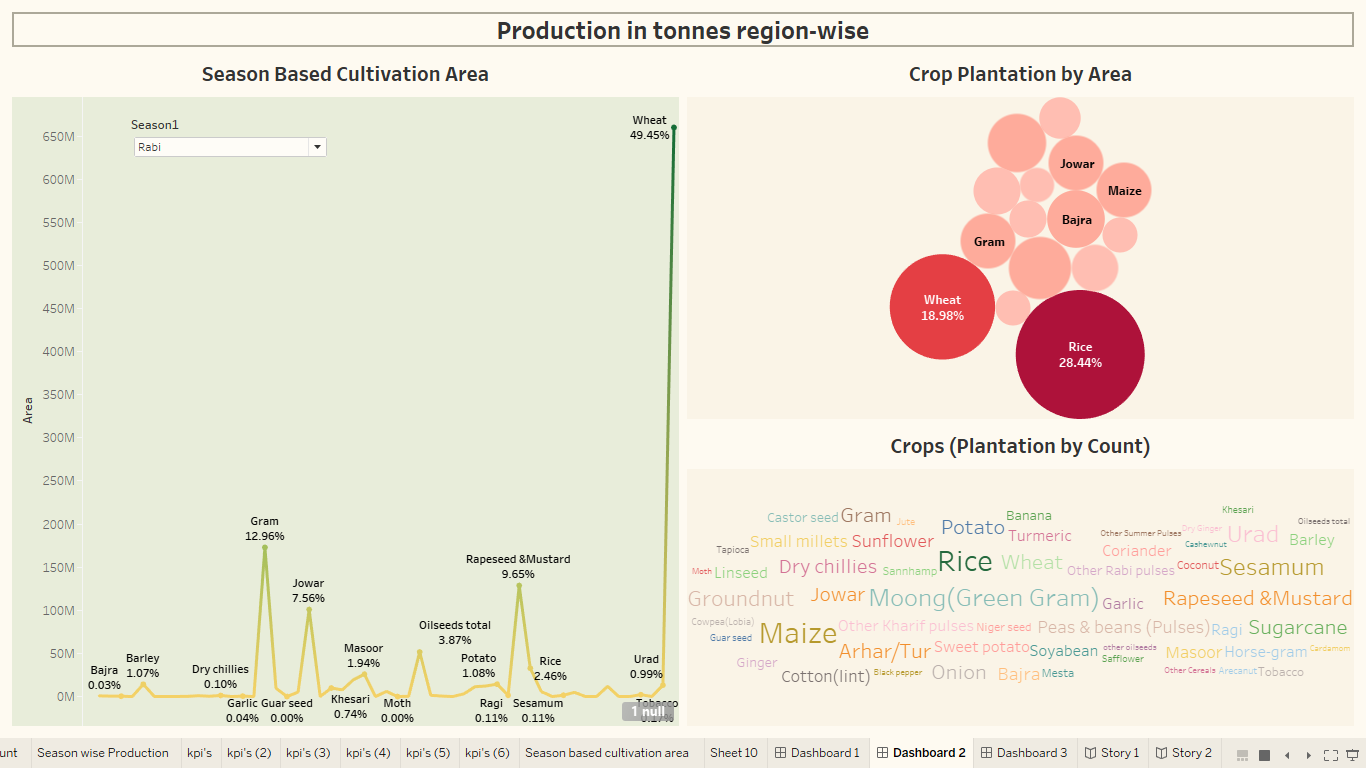 Production in tonnes region-wise
Season Based Cultivation Area
Season1
Rabi
650M
600M
550M
500M
450M
400M
350M
300M
250M
200M
150M
100M
50M
0M
Area
Wheat
49.45%
Gram
12.96%
Jowar
7.56%
Rapeseed &Mustard
9.65%
Oilseeds total
3.87%
Masoor
1.94%
Bajra
0.03%
Barley
1.07%
Dry chillies
0.10%
Potato
1.08%
Rice
2.46%
Urad
0.99%
Garlic
0.04%
Guar seed
0.00%
Khesari
0.74%
Moth
0.00%
Ragi
0.11%
Sesamum
0.11%
Tobacco
1 null
Crop Plantation by Area
Jowar
Maize
Bajra
Gram
Wheat
18.98%
Rice
28.44%
Crops (Plantation by Count)
Khesari
Castor seed Gram Jute Banana Oilseeds total
Potato Turmeric Other Summer Pulses Dry Ginger Urad Barley
Tapioca Small millets Sunflower Coriander Cashewnut
Moth Linseed Dry chillies Sannhamp Rice Wheat Other Rabi pulses Coconut Sesamum
Groundnut Jowar Moong(Green Gram) Garlic Rapeseed &Mustard
Cowpea(Lobia) Maize Other Kharif pulses Niger seed Peas & beans (Pulses) Ragi Sugarcane
Guar seed Arhar/Tur Sweet potato Soyabean other oilseeds Masoor Horse-gram Cardamom
Ginger Safflower
Cotton(lint) Black pepper Onion Bajra Mesta Other Cereals Arecanut Tobacco
unt Season wise Production kpi's kpi's (2) kpi's (3) kpi's (4) kpi's (5) kpi's (6) Season based cultivation area Sheet 10 Dashboard 1 Dashboard 2 Dashboard 3 Story 1 Story 2